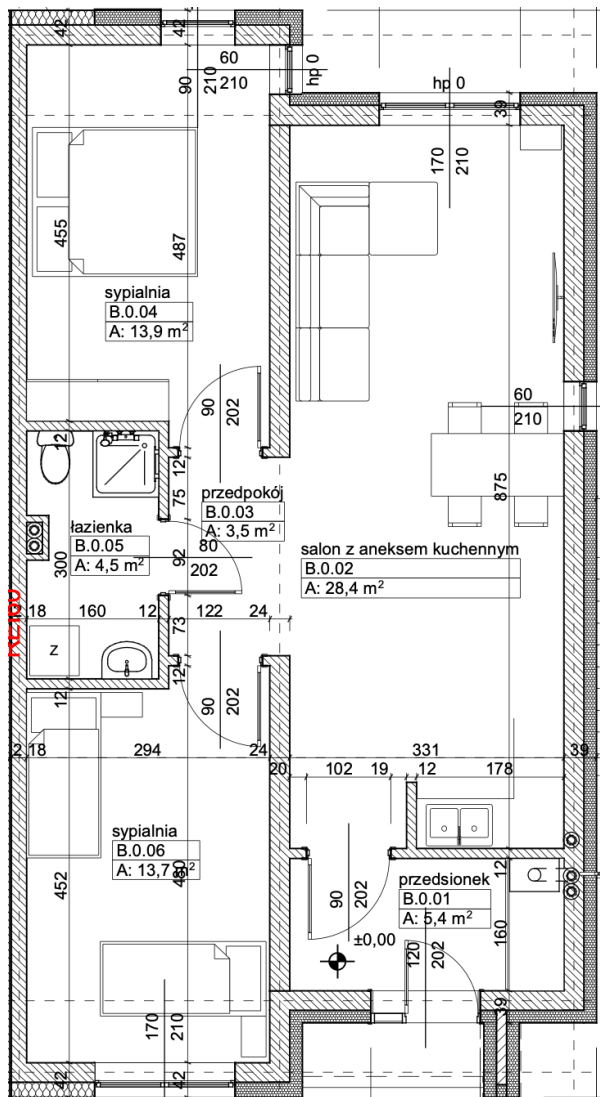 42
42
60
210
hp 0
90
210
hp 0
39
170
210
455
487
sypialnia
B.0.04
A: 13,9 m²
60
210
90
202
12
12
75
przedpokój
B.0.03
A: 3,5 m²
875
łazienka
B.0.05
A: 4,5 m²
80
202
92
300
salon z aneksem kuchennym
B.0.02
A: 28,4 m²
18
160
12
122
24
73
Z
12
12
90
202
2
18
294
24
331
39
20
102
19
12
178
sypialnia
B.0.06
A: 13,7 m²
452
480
90
202
przedsionek
B.0.01
A: 5,4 m²
12
160
±0,00
120
202
39
170
210
42
42